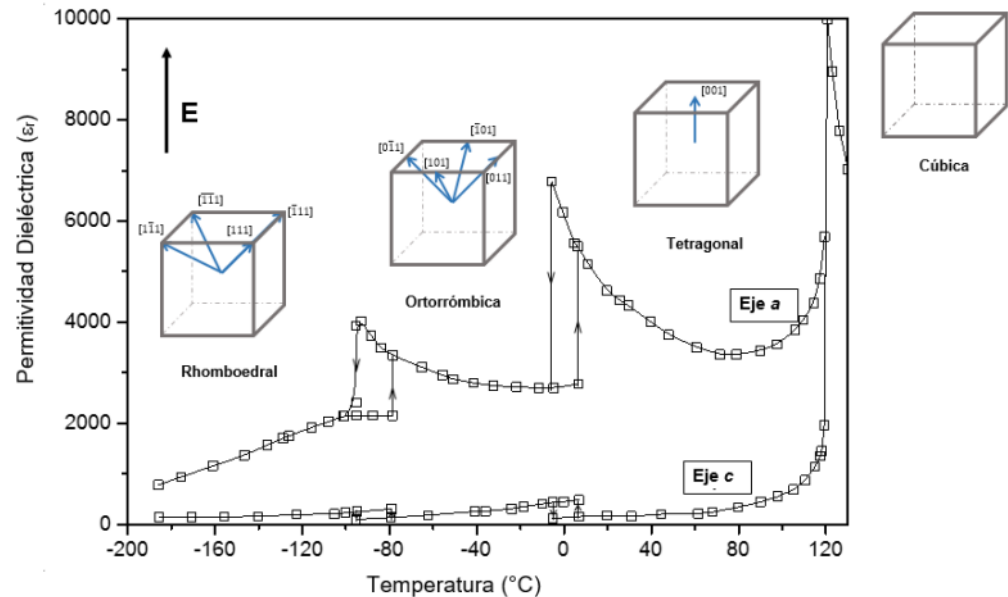 10000
8000
6000
4000
2000
0
Permitividad Dieléctrica (εᵣ)
E
[11̅1]
[1̅1̅1]
[111]
[1̅11]
Rhomboedral
[01̅1]
[101]
[1̅01]
[011]
Ortorrómbica
[001]
Tetragonal
Cúbica
Eje a
Eje c
-200 -160 -120 -80 -40 0 40 80 120
Temperatura (°C)